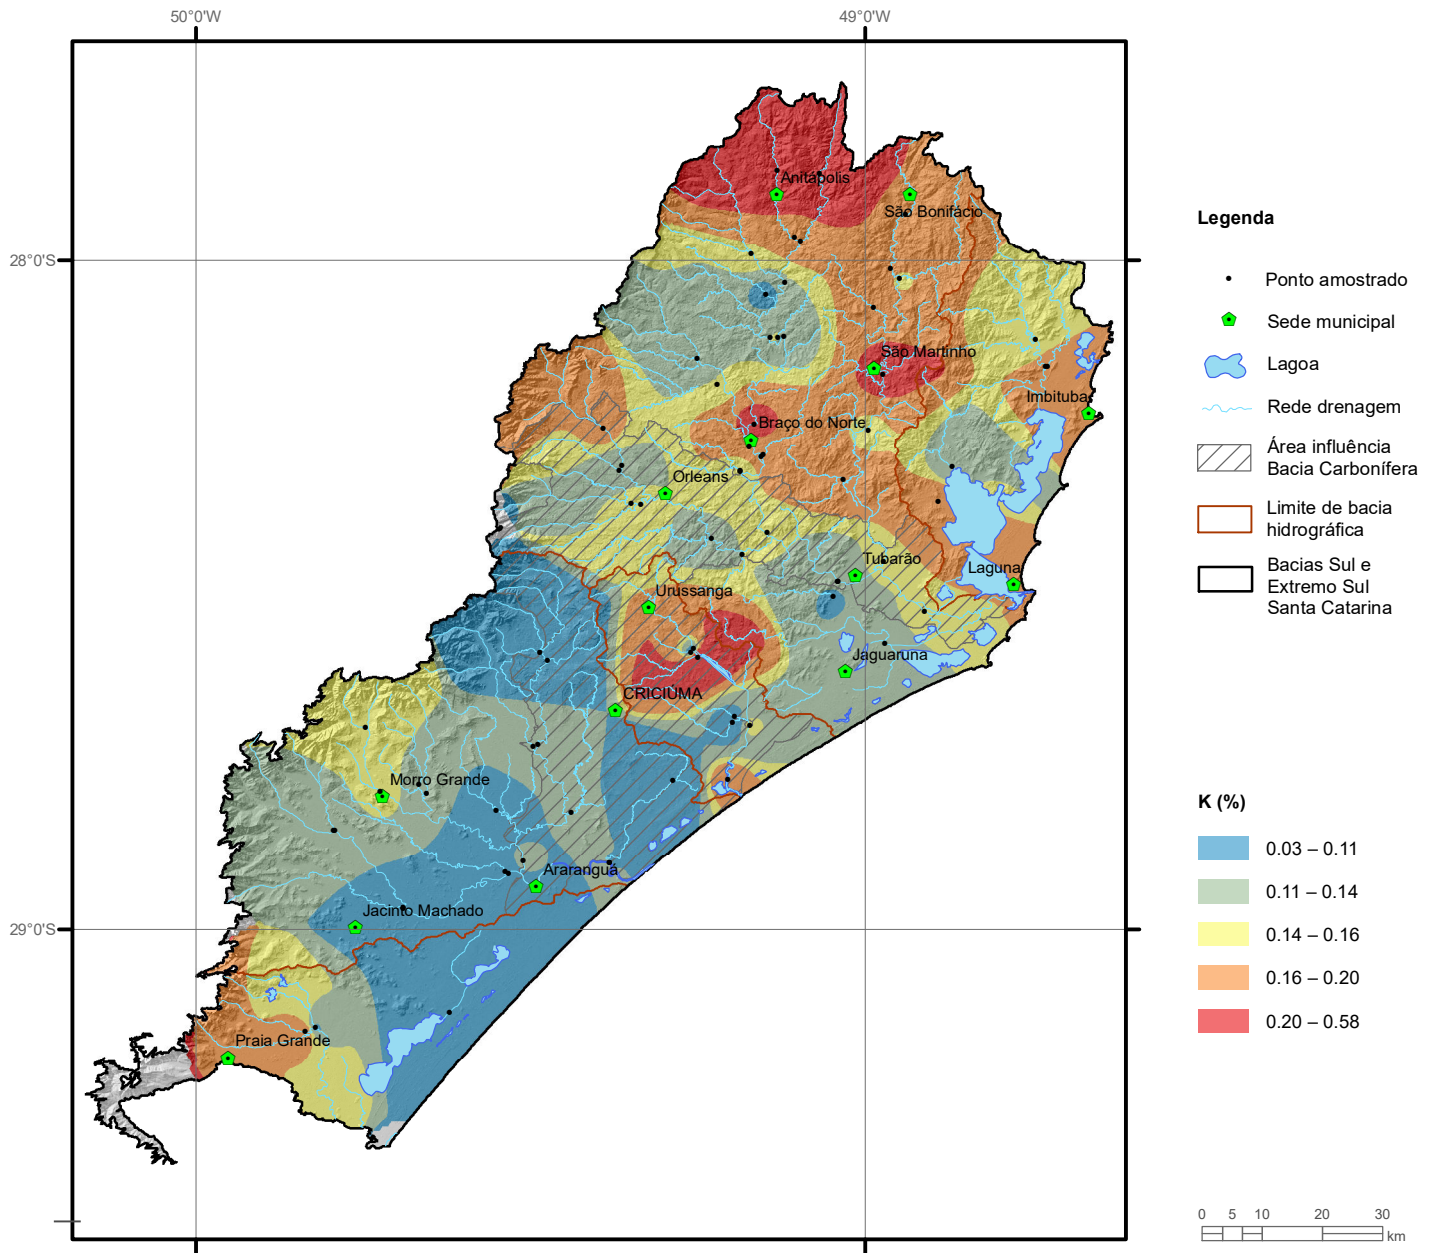 50°0'W
49°0'W
28°0'S
29°0'S
Anitápolis
São Bonifácio
São Martinho
Imbituba
Braço do Norte
Orleans
Tubarão
Laguna
Urussanga
Jaguaruna
CRICIÚMA
Morro Grande
Araranguá
Jacinto Machado
Praia Grande
Legenda
Ponto amostrado
Sede municipal
Lagoa
Rede drenagem
Área influência
Bacia Carbonífera
Limite de bacia
hidrográfica
Bacias Sul e
Extremo Sul
Santa Catarina
K (%)
0.03 – 0.11
0.11 – 0.14
0.14 – 0.16
0.16 – 0.20
0.20 – 0.58
0 5 10 20 30
km